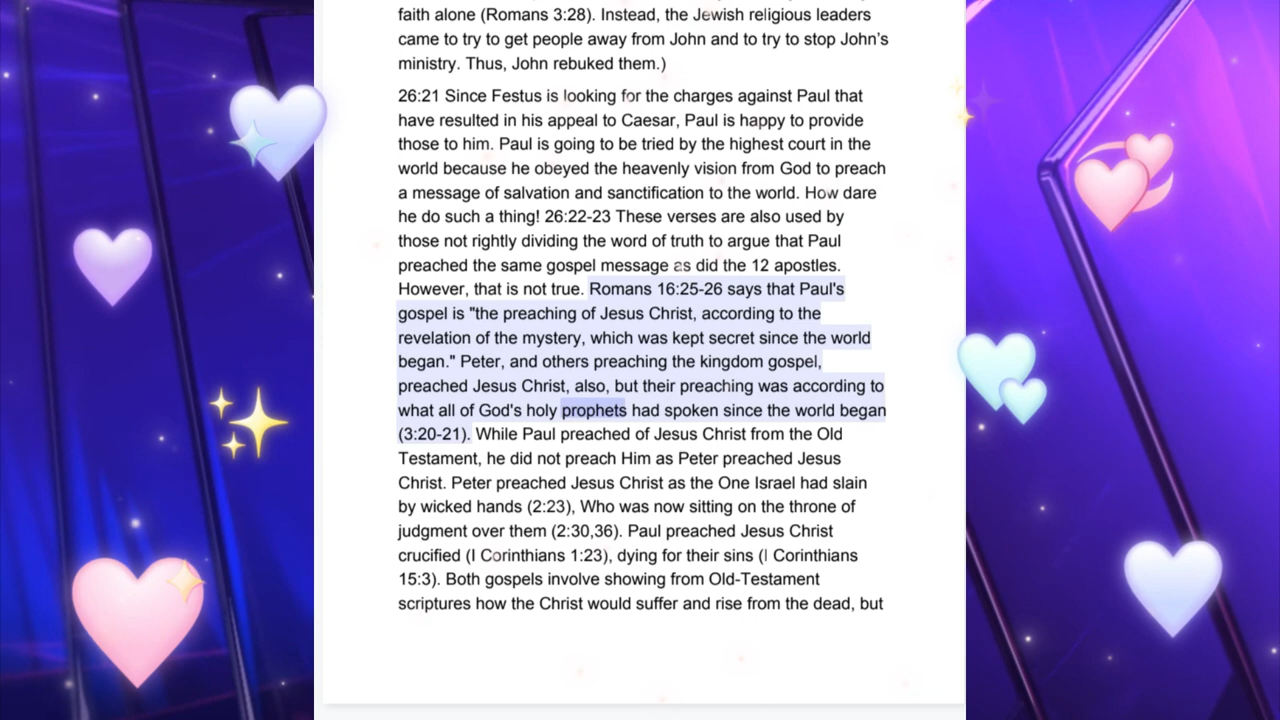 faith alone (Romans 3:28). Instead, the Jewish religious leaders
came to try to get people away from John and to try to stop John’s
ministry. Thus, John rebuked them.)
26:21 Since Festus is looking for the charges against Paul that
have resulted in his appeal to Caesar, Paul is happy to provide
those to him. Paul is going to be tried by the highest court in the
world because he obeyed the heavenly vision from God to preach
a message of salvation and sanctification to the world. How dare
he do such a thing! 26:22-23 These verses are also used by
those not rightly dividing the word of truth to argue that Paul
preached the same gospel message as did the 12 apostles.
However, that is not true. Romans 16:25-26 says that Paul's
gospel is "the preaching of Jesus Christ, according to the
revelation of the mystery, which was kept secret since the world
began." Peter, and others preaching the kingdom gospel,
preached Jesus Christ, also, but their preaching was according to
what all of God's holy prophets had spoken since the world began
(3:20-21). While Paul preached of Jesus Christ from the Old
Testament, he did not preach Him as Peter preached Jesus
Christ. Peter preached Jesus Christ as the One Israel had slain
by wicked hands (2:23), Who was now sitting on the throne of
judgment over them (2:30,36). Paul preached Jesus Christ
crucified (I Corinthians 1:23), dying for their sins (I Corinthians
15:3). Both gospels involve showing from Old-Testament
scriptures how the Christ would suffer and rise from the dead, but